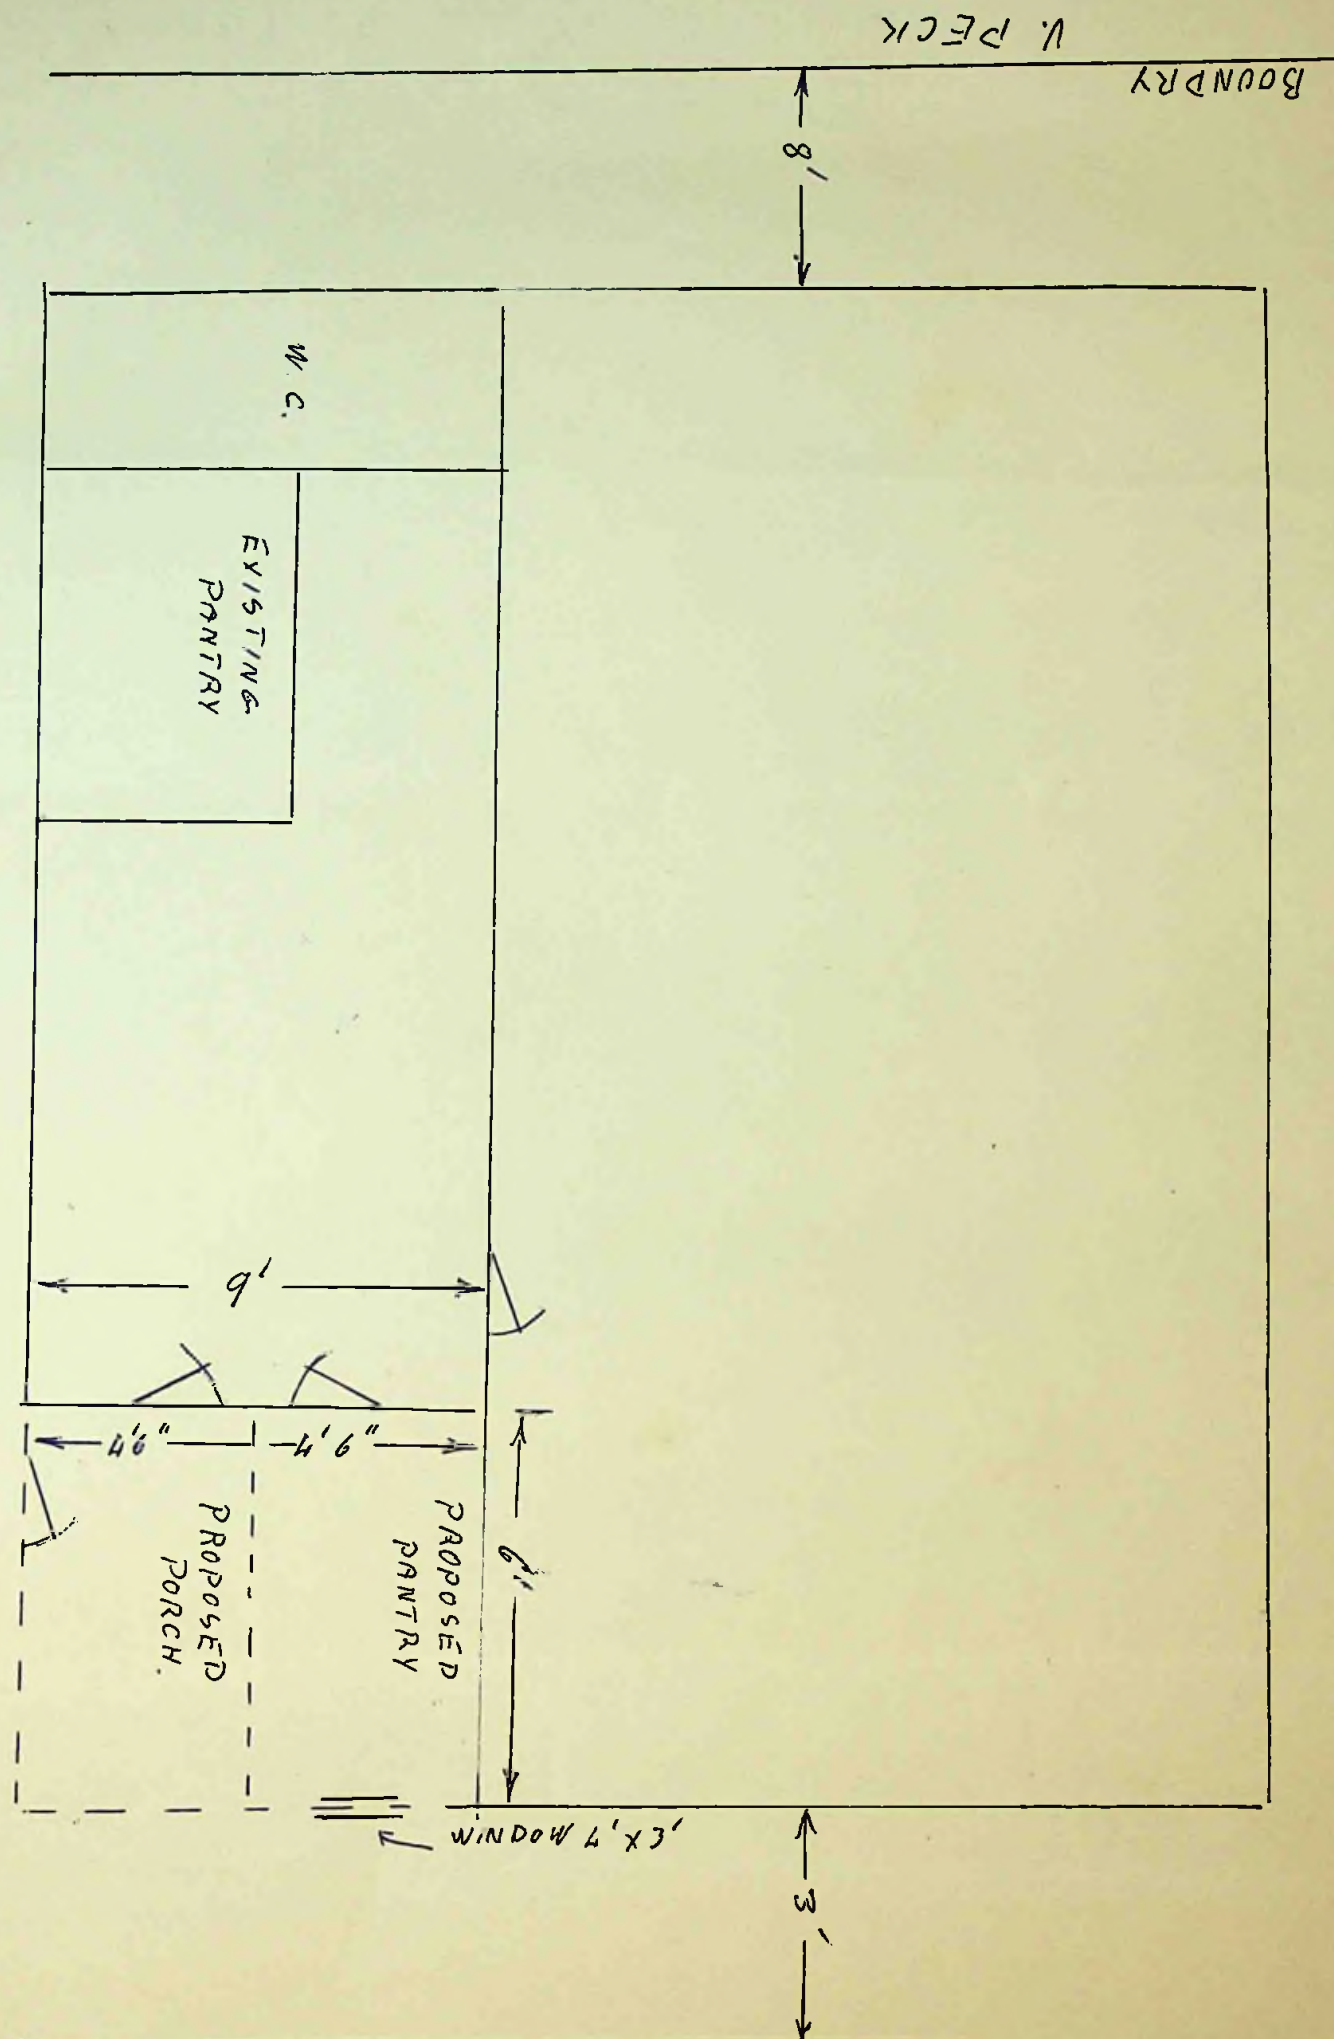 V. PECK
BOUNDRY
8'
W.C.
EXISTING
PANTRY
9'
4'6"
4'6"
PROPOSED
PANTRY
PROPOSED
PORCH.
6'
WINDOW 4'X3'
3'